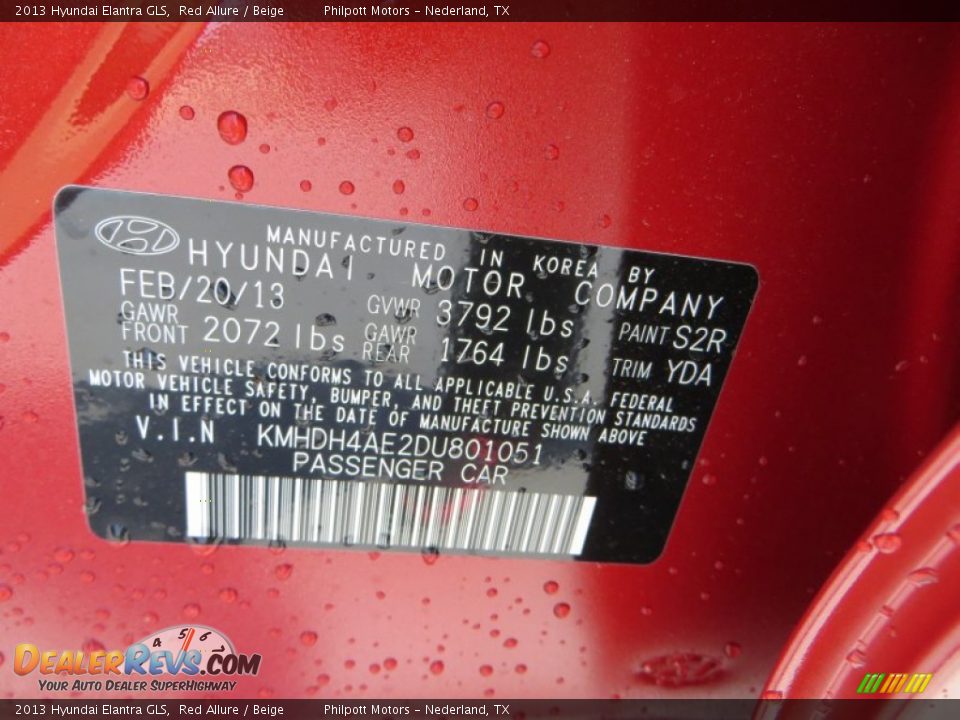 2013 Hyundai Elantra GLS, Red Allure / Beige Philpott Motors - Nederland, TX
MANUFACTURED IN KOREA BY
HYUNDAI MOTOR COMPANY
FEB/20/13 GVWR 3792 lbs PAINT S2R
GAWR FRONT 2072 lbs GAWR REAR 1764 lbs TRIM YDA
THIS VEHICLE CONFORMS TO ALL APPLICABLE U.S.A. FEDERAL
MOTOR VEHICLE SAFETY, BUMPER, AND THEFT PREVENTION STANDARDS
IN EFFECT ON THE DATE OF MANUFACTURE SHOWN ABOVE
V.I.N KMHDH4AE2DU801051
PASSENGER CAR
4 5 6
DEALERREVS.COM
YOUR AUTO DEALER SUPERHIGHWAY
2013 Hyundai Elantra GLS, Red Allure / Beige Philpott Motors - Nederland, TX